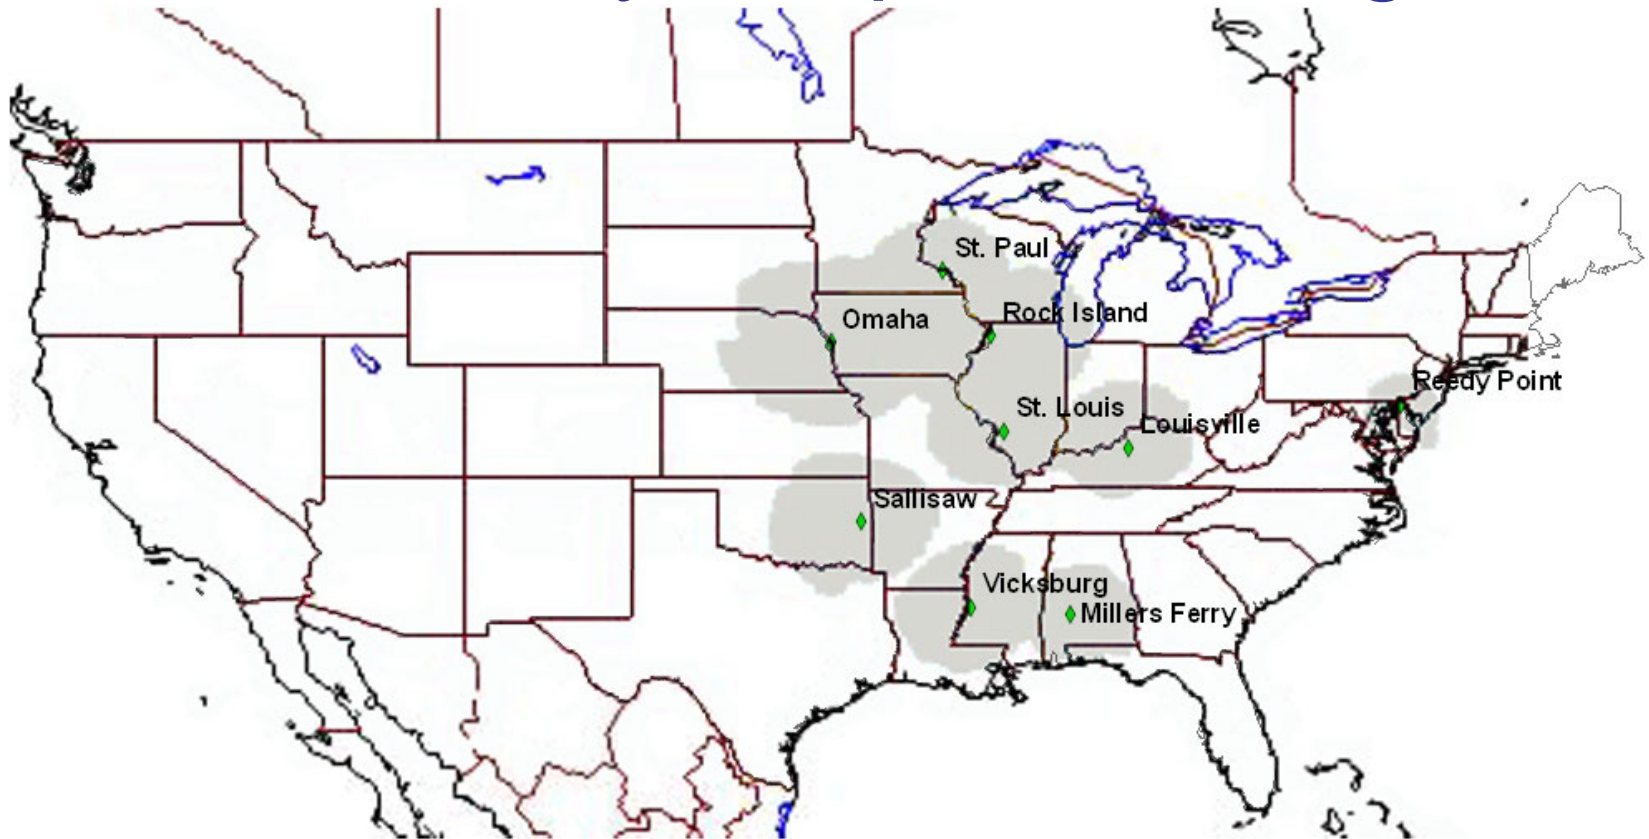 St. Paul
Rock Island
Omaha
Reedy Point
St. Louis
Louisville
Sallisaw
Vicksburg
Millers Ferry